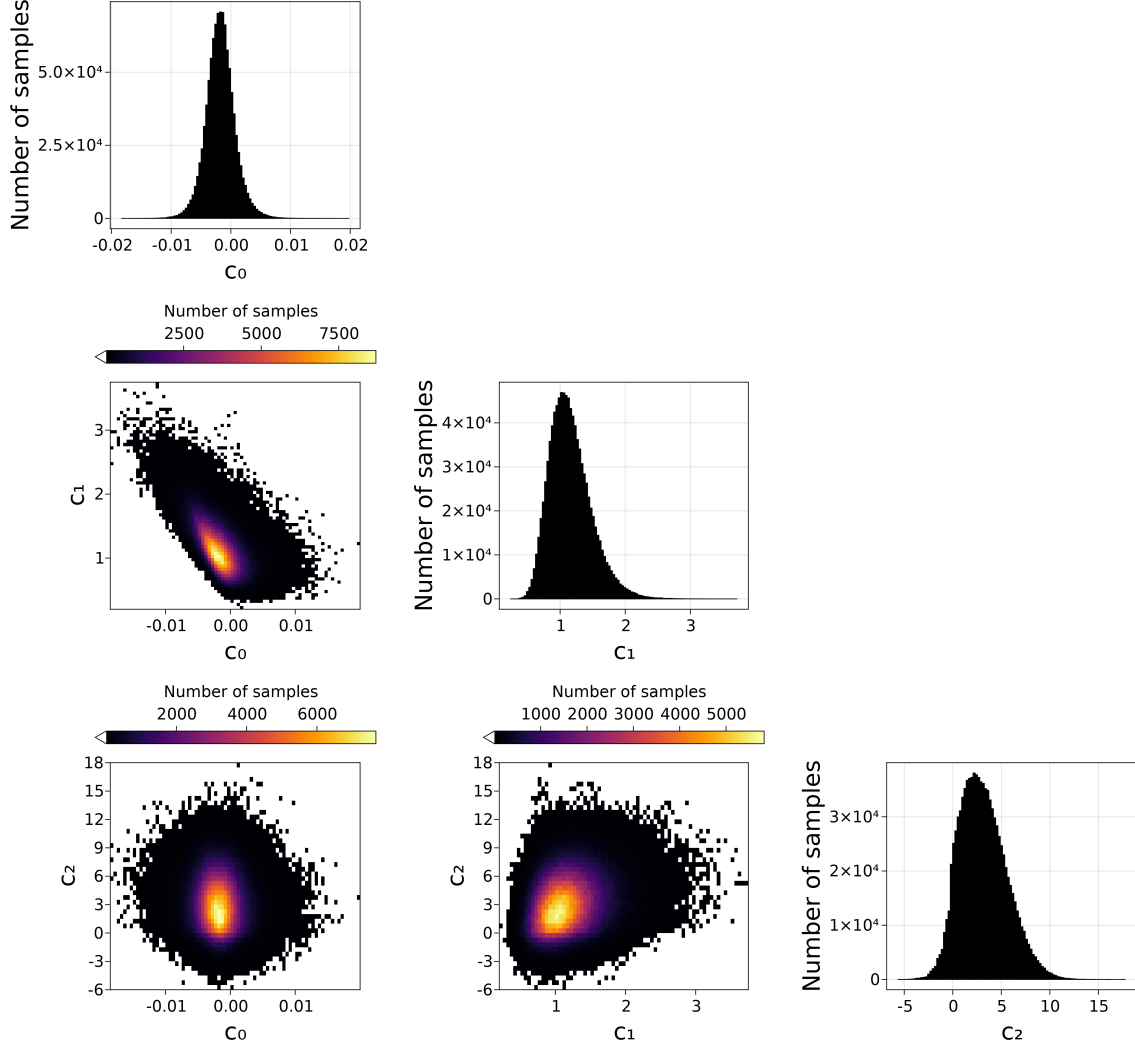 Number of samples
5.0×10⁴
2.5×10⁴
0
-0.02 -0.01 0.00 0.01 0.02
c₀
Number of samples
2500 5000 7500
3
2
1
c₁
-0.01 0.00 0.01
c₀
Number of samples
4×10⁴
3×10⁴
2×10⁴
1×10⁴
0
1 2 3
c₁
Number of samples
2000 4000 6000
18
15
12
9
6
3
0
-3
-6
c₂
-0.01 0.00 0.01
c₀
Number of samples
1000 2000 3000 4000 5000
18
15
12
9
6
3
0
-3
-6
c₂
1 2 3
c₁
Number of samples
3×10⁴
2×10⁴
1×10⁴
0
-5 0 5 10 15
c₂